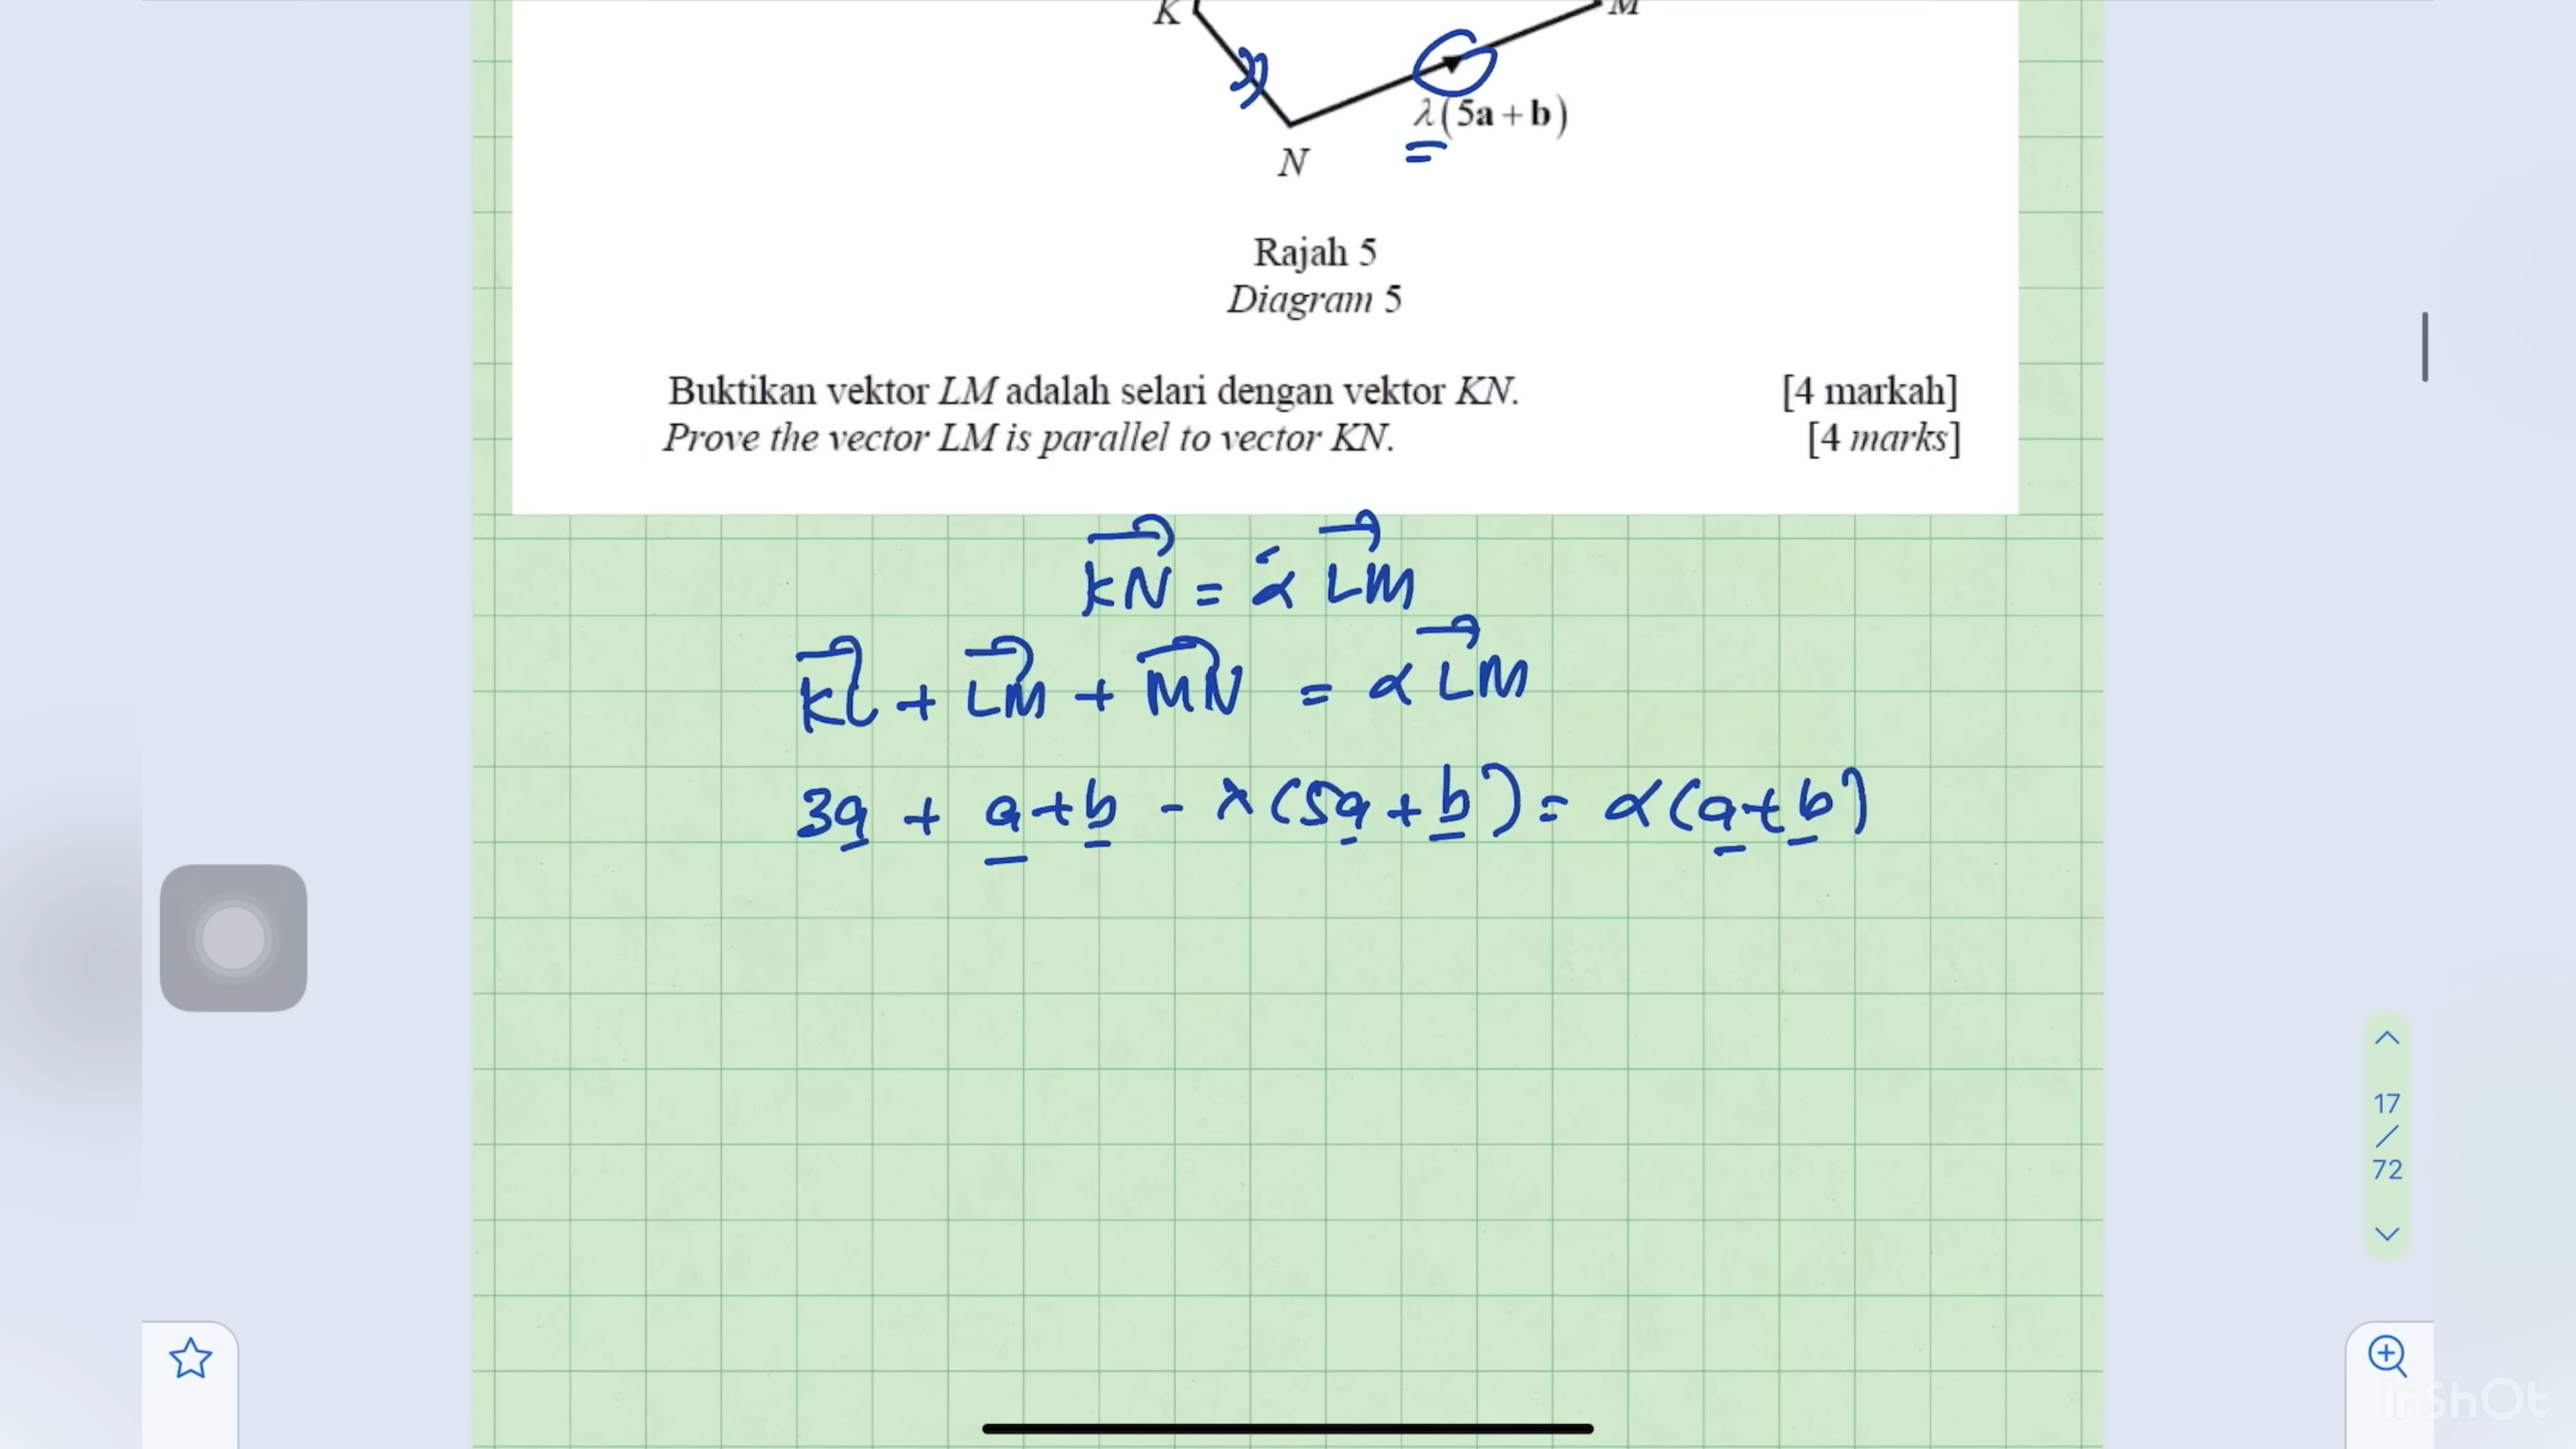 K M
λ(5a + b)
N
Rajah 5
Diagram 5
Buktikan vektor LM adalah selari dengan vektor KN. [4 markah]
Prove the vector LM is parallel to vector KN. [4 marks]
KN = α LM
KL + LM + MN = α LM
3a + a + b - λ(5a + b) = α(a + b)
17
/
72
InShOt